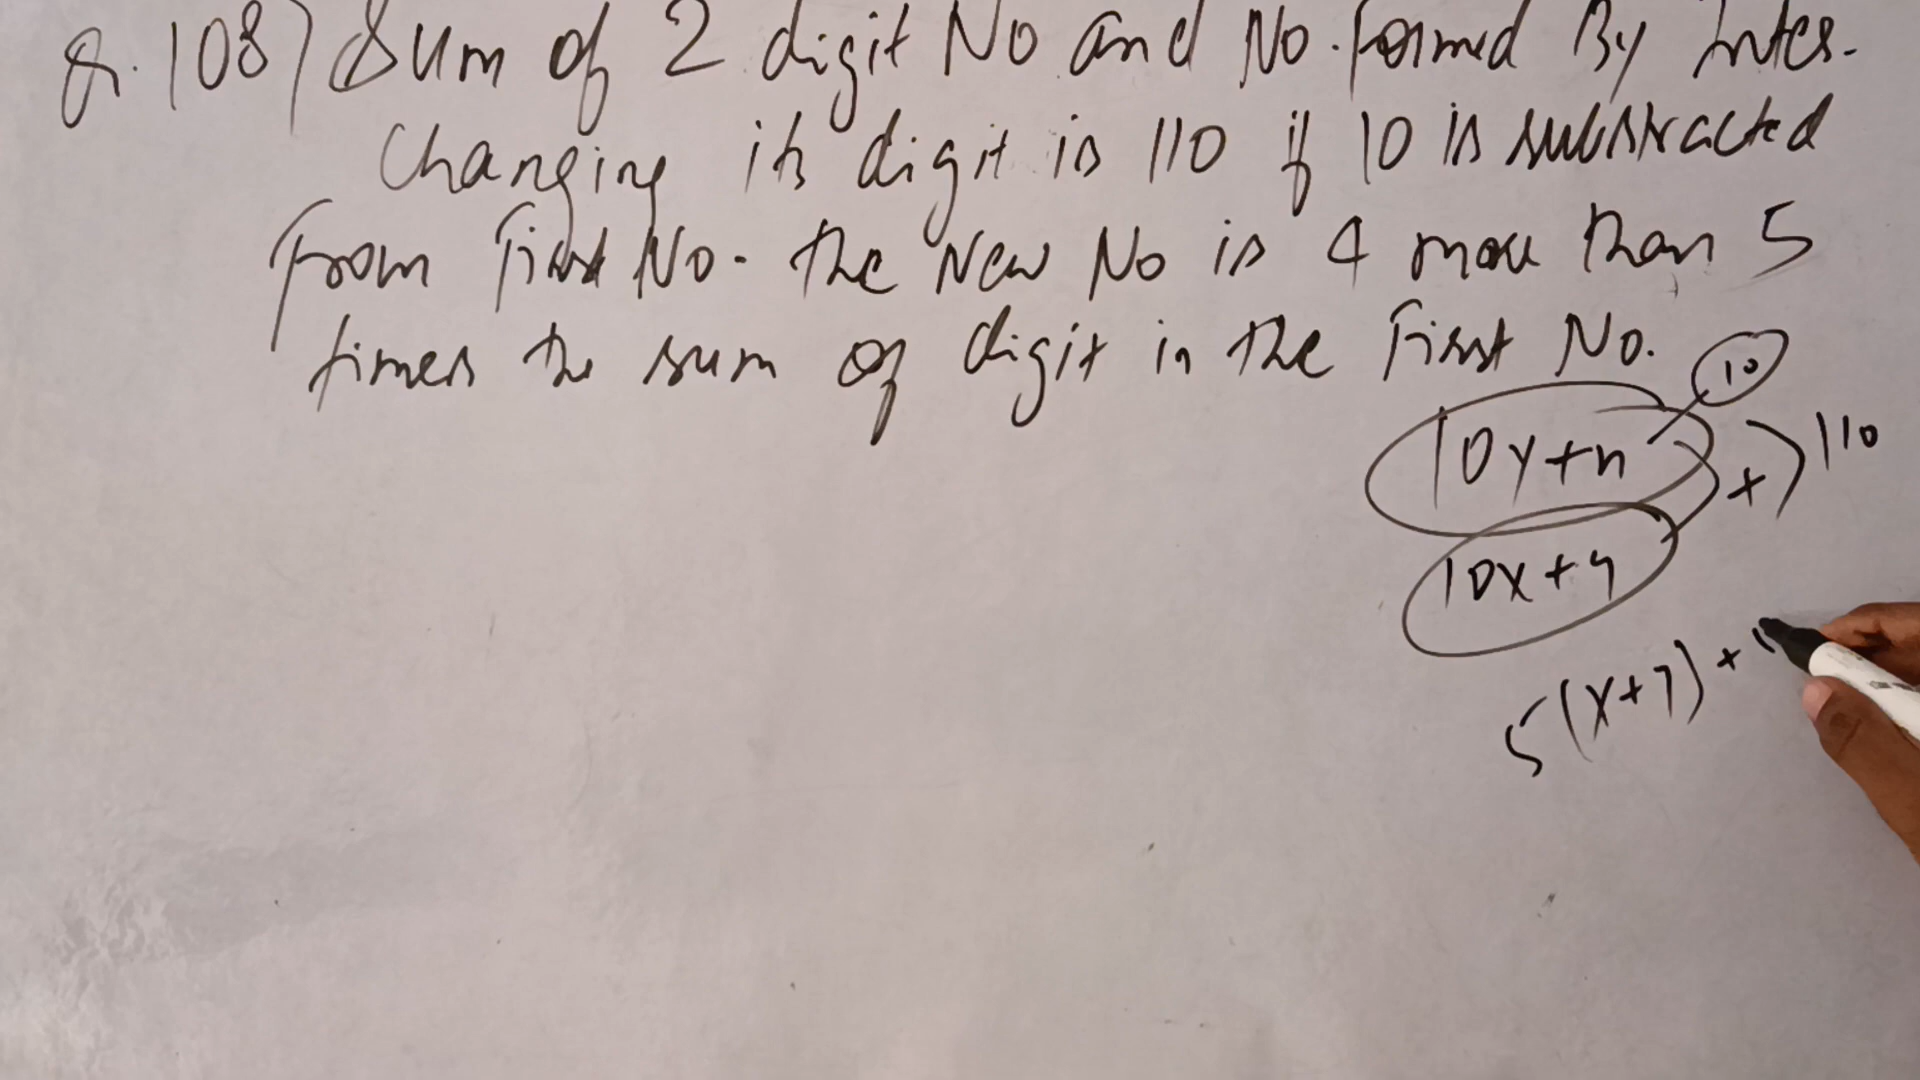 Q. 108) Sum of 2 digit No and No. Formed By Inter-
Changing its digit is 110 if 10 is substracted
From First No. the New No is 4 more than 5
times the sum of digit in the First No.
10
10y+x
+ ) 110
10x+y
5(x+y) +